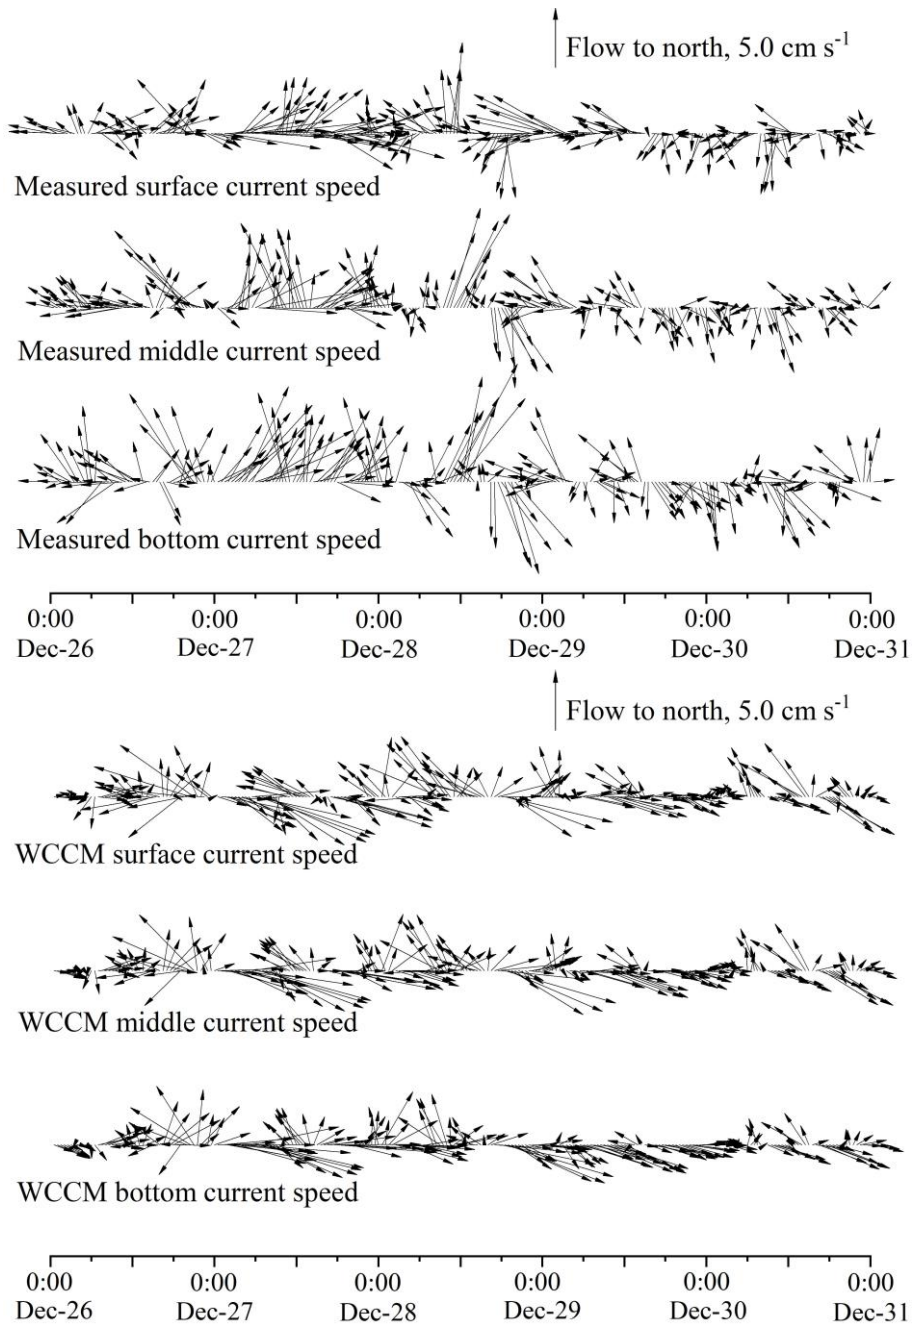 Flow to north, 5.0 cm s⁻¹
Measured surface current speed
Measured middle current speed
Measured bottom current speed
0:00 0:00 0:00 0:00 0:00 0:00
Dec-26 Dec-27 Dec-28 Dec-29 Dec-30 Dec-31
Flow to north, 5.0 cm s⁻¹
WCCM surface current speed
WCCM middle current speed
WCCM bottom current speed
0:00 0:00 0:00 0:00 0:00 0:00
Dec-26 Dec-27 Dec-28 Dec-29 Dec-30 Dec-31